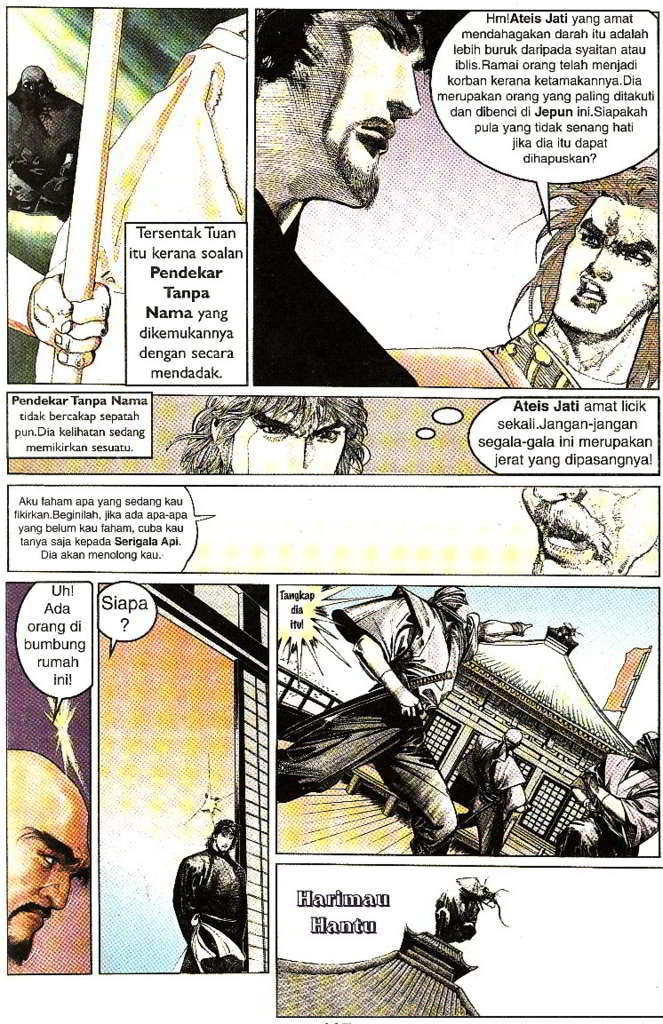 Hm!Ateis Jati yang amat
mendahagakan darah itu adalah
lebih buruk daripada syaitan atau
iblis.Ramai orang telah menjadi
korban kerana ketamakannya.Dia
merupakan orang yang paling ditakuti
dan dibenci di Jepun ini.Siapakah
pula yang tidak senang hati
jika dia itu dapat
dihapuskan?
Tersentak Tuan
itu kerana soalan
Pendekar
Tanpa
Nama yang
dikemukannya
dengan secara
mendadak.
Pendekar Tanpa Nama
tidak bercakap sepatah
pun.Dia kelihatan sedang
memikirkan sesuatu.
Ateis Jati amat licik
sekali.Jangan-jangan
segala-gala ini merupakan
jerat yang dipasangnya!
Aku faham apa yang sedang kau
fikirkan.Beginilah, jika ada apa-apa
yang belum kau faham, cuba kau
tanya saja kepada Serigala Api.
Dia akan menolong kau.
Uh!
Ada
orang di
bumbung
rumah
ini!
Siapa
?
Tangkap
dia
itu!
Harimau
Hantu